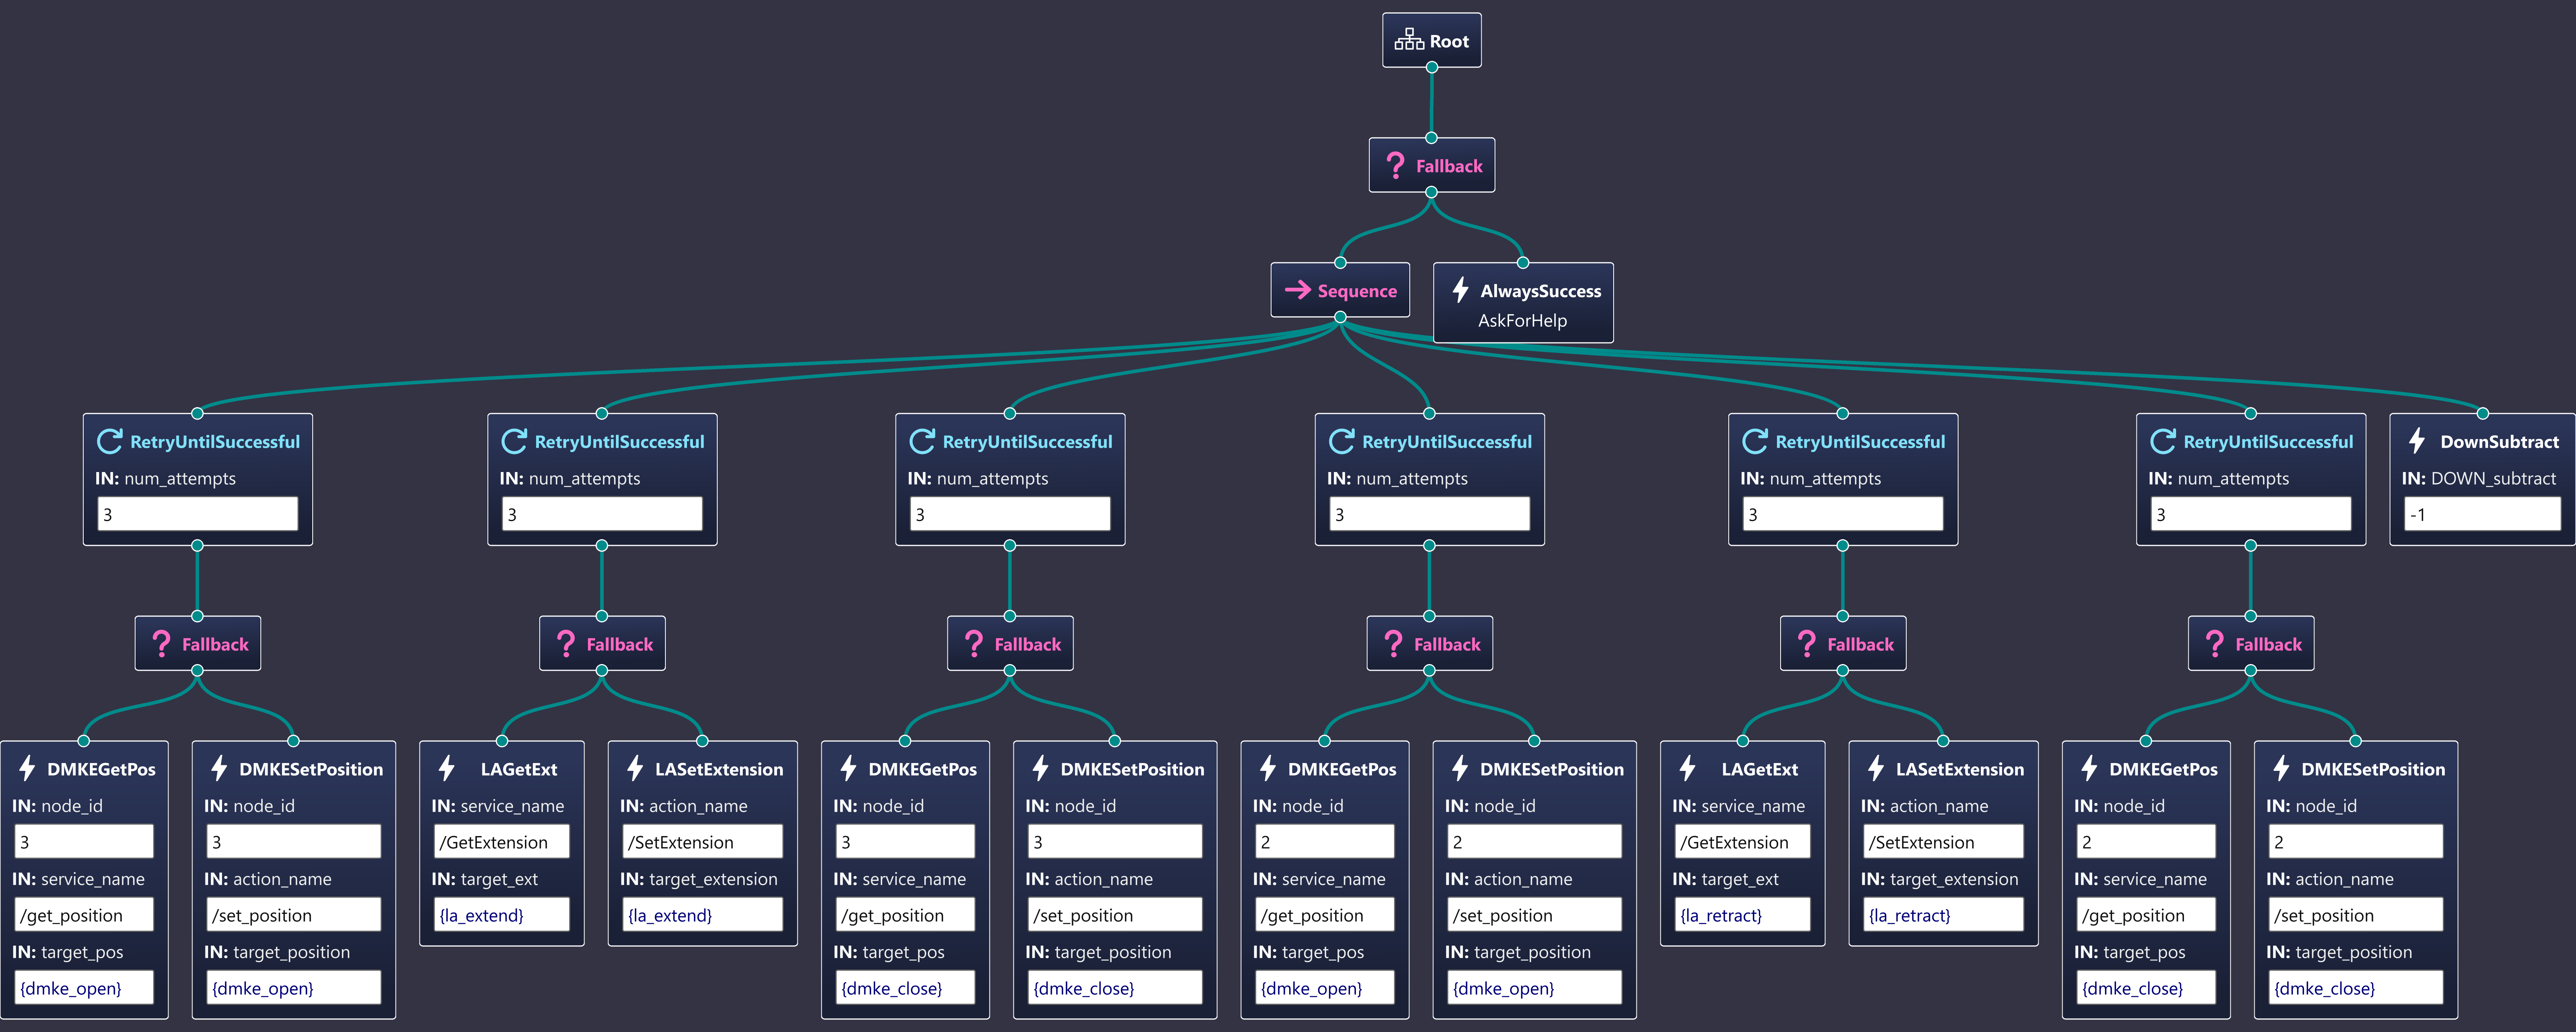 Root
? Fallback
Sequence
AlwaysSuccess
AskForHelp
RetryUntilSuccessful
IN: num_attempts
3
RetryUntilSuccessful
IN: num_attempts
3
RetryUntilSuccessful
IN: num_attempts
3
RetryUntilSuccessful
IN: num_attempts
3
RetryUntilSuccessful
IN: num_attempts
3
RetryUntilSuccessful
IN: num_attempts
3
DownSubtract
IN: DOWN_subtract
-1
? Fallback
? Fallback
? Fallback
? Fallback
? Fallback
? Fallback
DMKEGetPos
IN: node_id
3
IN: service_name
/get_position
IN: target_pos
{dmke_open}
DMKESetPosition
IN: node_id
3
IN: action_name
/set_position
IN: target_position
{dmke_open}
LAGetExt
IN: service_name
/GetExtension
IN: target_ext
{la_extend}
LASetExtension
IN: action_name
/SetExtension
IN: target_extension
{la_extend}
DMKEGetPos
IN: node_id
3
IN: service_name
/get_position
IN: target_pos
{dmke_close}
DMKESetPosition
IN: node_id
3
IN: action_name
/set_position
IN: target_position
{dmke_close}
DMKEGetPos
IN: node_id
2
IN: service_name
/get_position
IN: target_pos
{dmke_open}
DMKESetPosition
IN: node_id
2
IN: action_name
/set_position
IN: target_position
{dmke_open}
LAGetExt
IN: service_name
/GetExtension
IN: target_ext
{la_retract}
LASetExtension
IN: action_name
/SetExtension
IN: target_extension
{la_retract}
DMKEGetPos
IN: node_id
2
IN: service_name
/get_position
IN: target_pos
{dmke_close}
DMKESetPosition
IN: node_id
2
IN: action_name
/set_position
IN: target_position
{dmke_close}